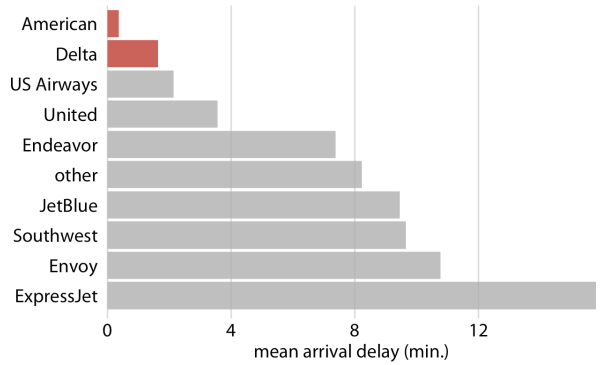 American
Delta
US Airways
United
Endeavor
other
JetBlue
Southwest
Envoy
ExpressJet
0 4 8 12
mean arrival delay (min.)